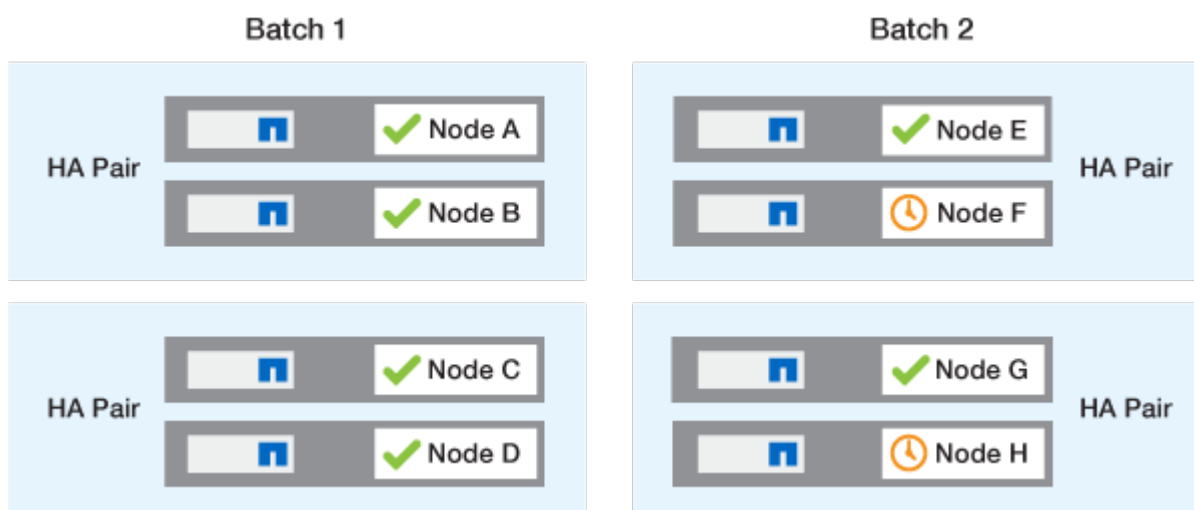 Batch 1
HA Pair
Node A
Node B
HA Pair
Node C
Node D
Batch 2
Node E
Node F
HA Pair
Node G
Node H
HA Pair